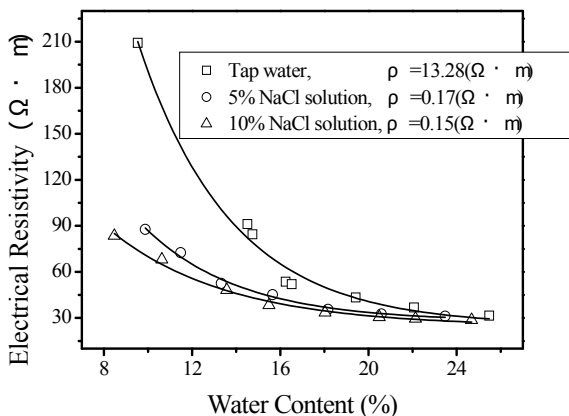 Electrical Resistivity (Ω · m)
210
180
150
120
90
60
30
Tap water, ρ =13.28(Ω · m)
5% NaCl solution, ρ =0.17(Ω · m)
10% NaCl solution, ρ =0.15(Ω · m)
8 12 16 20 24
Water Content (%)